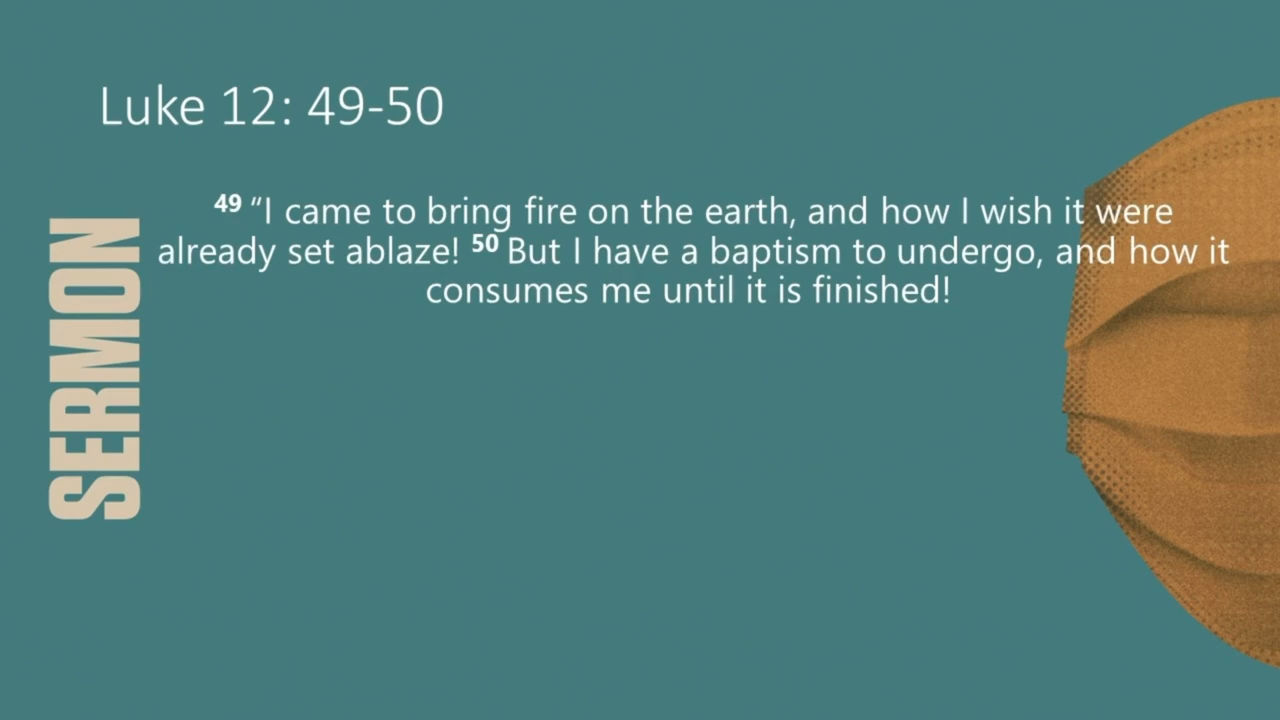 Luke 12: 49-50
49 “I came to bring fire on the earth, and how I wish it were
already set ablaze! 50 But I have a baptism to undergo, and how it
consumes me until it is finished!
SERMON